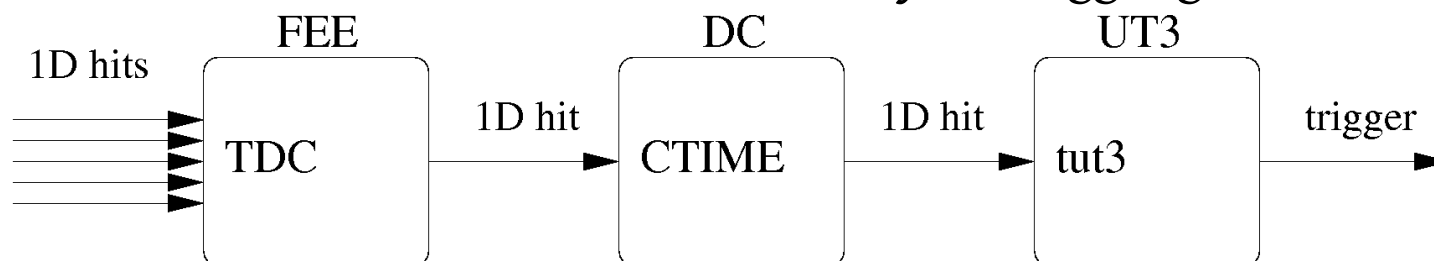 FEE DC UT3
1D hits 1D hit 1D hit trigger
TDC CTIME tut3